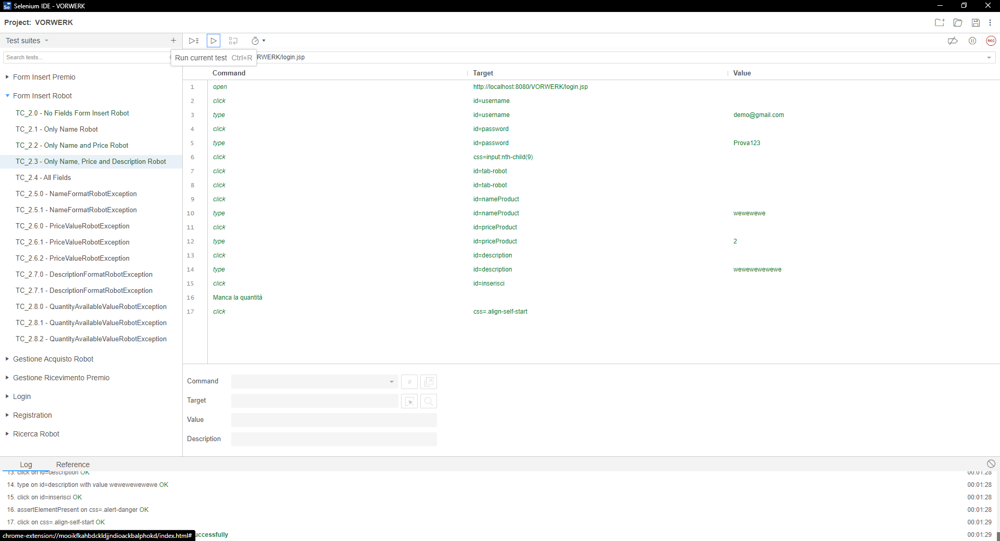 Selenium IDE - VORWERK
Project: VORWERK
Test suites
Search tests...
Run current test Ctrl+R
RWERK/login.jsp
REC
Command Target Value
Form Insert Premio
Form Insert Robot
TC_2.0 - No Fields Form Insert Robot
TC_2.1 - Only Name Robot
TC_2.2 - Only Name and Price Robot
TC_2.3 - Only Name, Price and Description Robot
TC_2.4 - All Fields
TC_2.5.0 - NameFormatRobotException
TC_2.5.1 - NameFormatRobotException
TC_2.6.0 - PriceValueRobotException
TC_2.6.1 - PriceValueRobotException
TC_2.6.2 - PriceValueRobotException
TC_2.7.0 - DescriptionFormatRobotException
TC_2.7.1 - DescriptionFormatRobotException
TC_2.8.0 - QuantityAvailableValueRobotException
TC_2.8.1 - QuantityAvailableValueRobotException
TC_2.8.2 - QuantityAvailableValueRobotException
Gestione Acquisto Robot
Gestione Ricevimento Premio
Login
Registration
Ricerca Robot
1 open http://localhost:8080/VORWERK/login.jsp
2 click id=username
3 type id=username demo@gmail.com
4 click id=password
5 type id=password Prova123
6 click css=input:nth-child(9)
7 click id=tab-robot
8 click id=tab-robot
9 click id=nameProduct
10 type id=nameProduct wewewewe
11 click id=priceProduct
12 type id=priceProduct 2
13 click id=description
14 type id=description wewewewewewe
15 click id=inserisci
16 Manca la quantità
17 click css=.align-self-start
Command
//
Target
Value
Description
Log Reference
13. click on id=description OK 00:01:28
14. type on id=description with value wewewewewewe OK 00:01:28
15. click on id=inserisci OK 00:01:28
16. assertElementPresent on css=.alert-danger OK 00:01:28
17. click on css=.align-self-start OK 00:01:29
uccessfully 00:01:29
chrome-extension://mooikfkahbdckldjjndioackbalphokd/index.html#